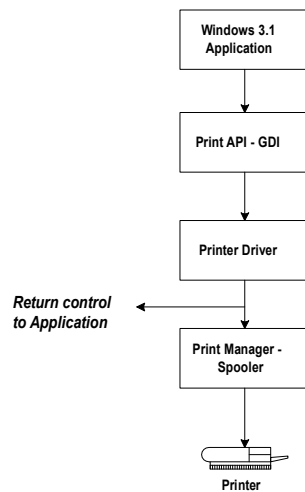 Windows 3.1
Application
Print API - GDI
Printer Driver
Return control
to Application
Print Manager -
Spooler
Printer